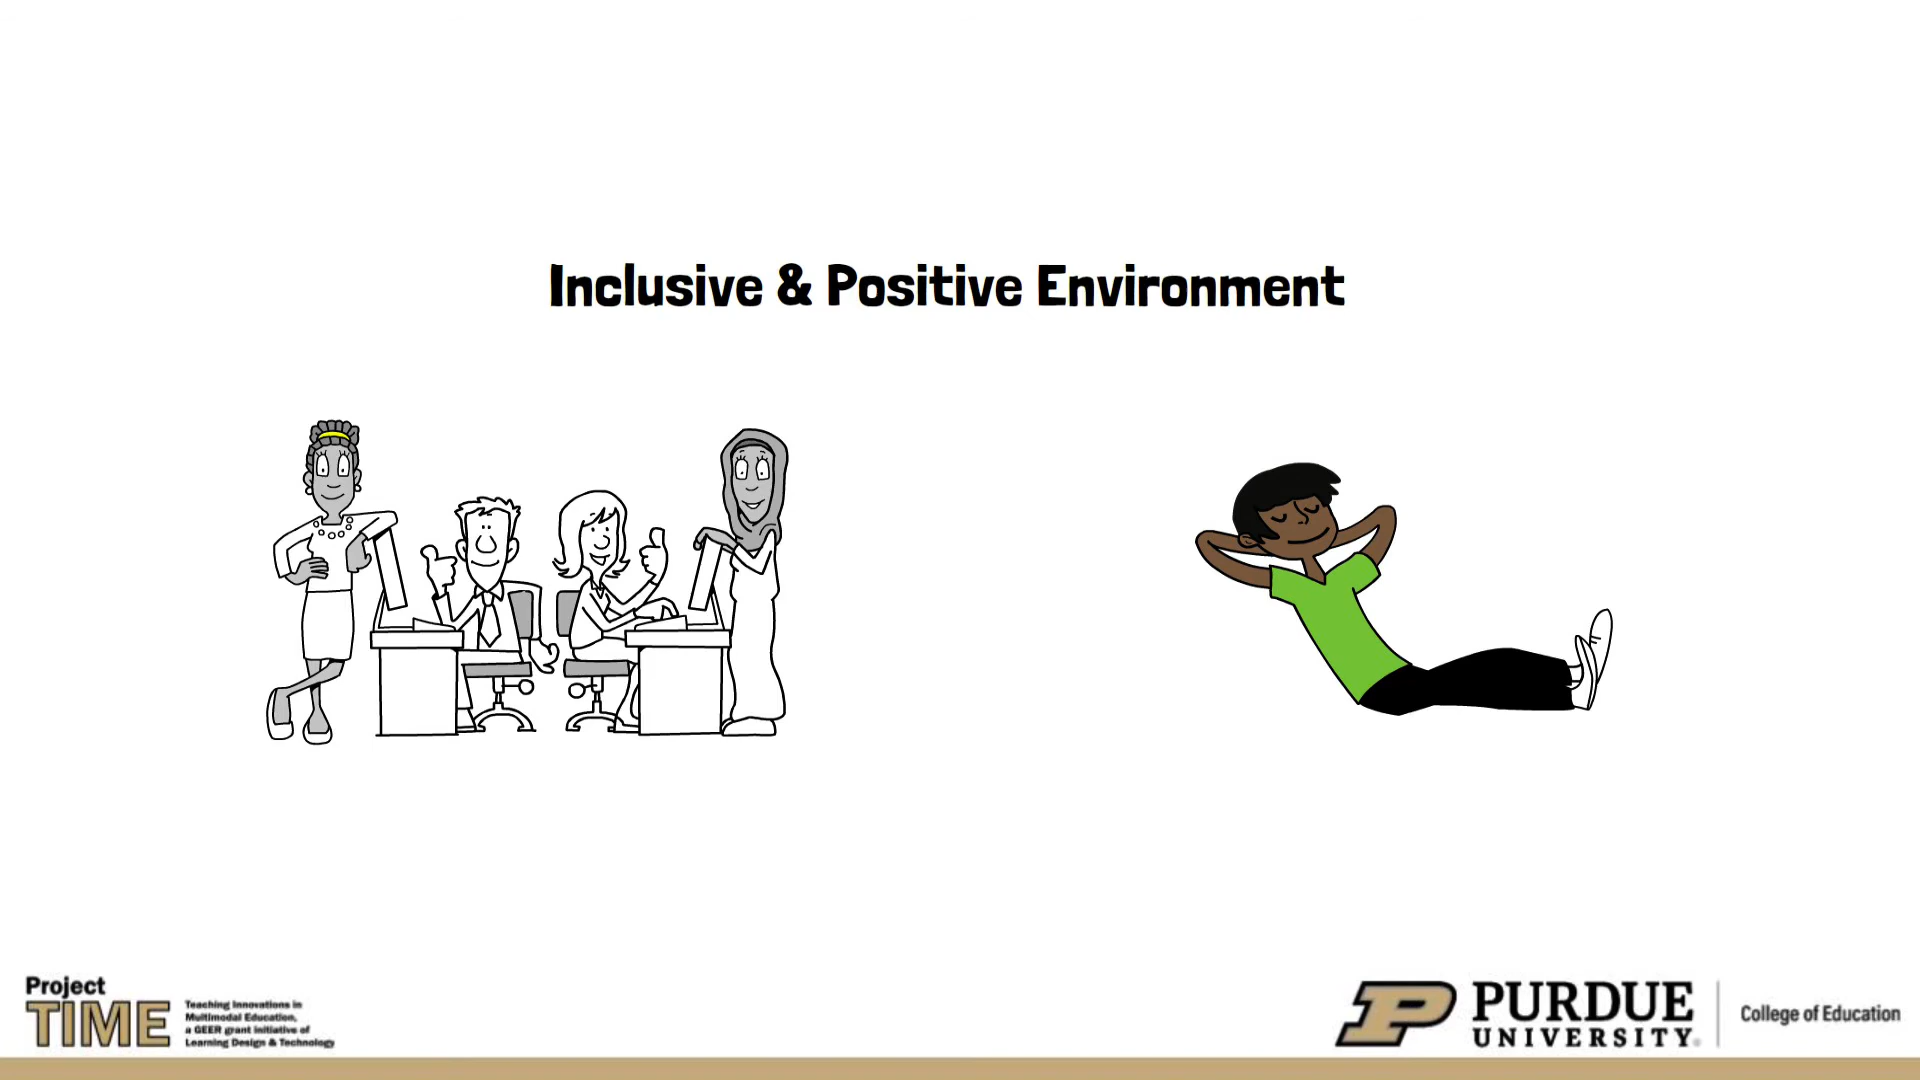 Inclusive & Positive Environment
Project
TIME
Teaching Innovations in
Multimodal Education,
a GEER grant initiative of
Learning Design & Technology
P
PURDUE
UNIVERSITY®
College of Education